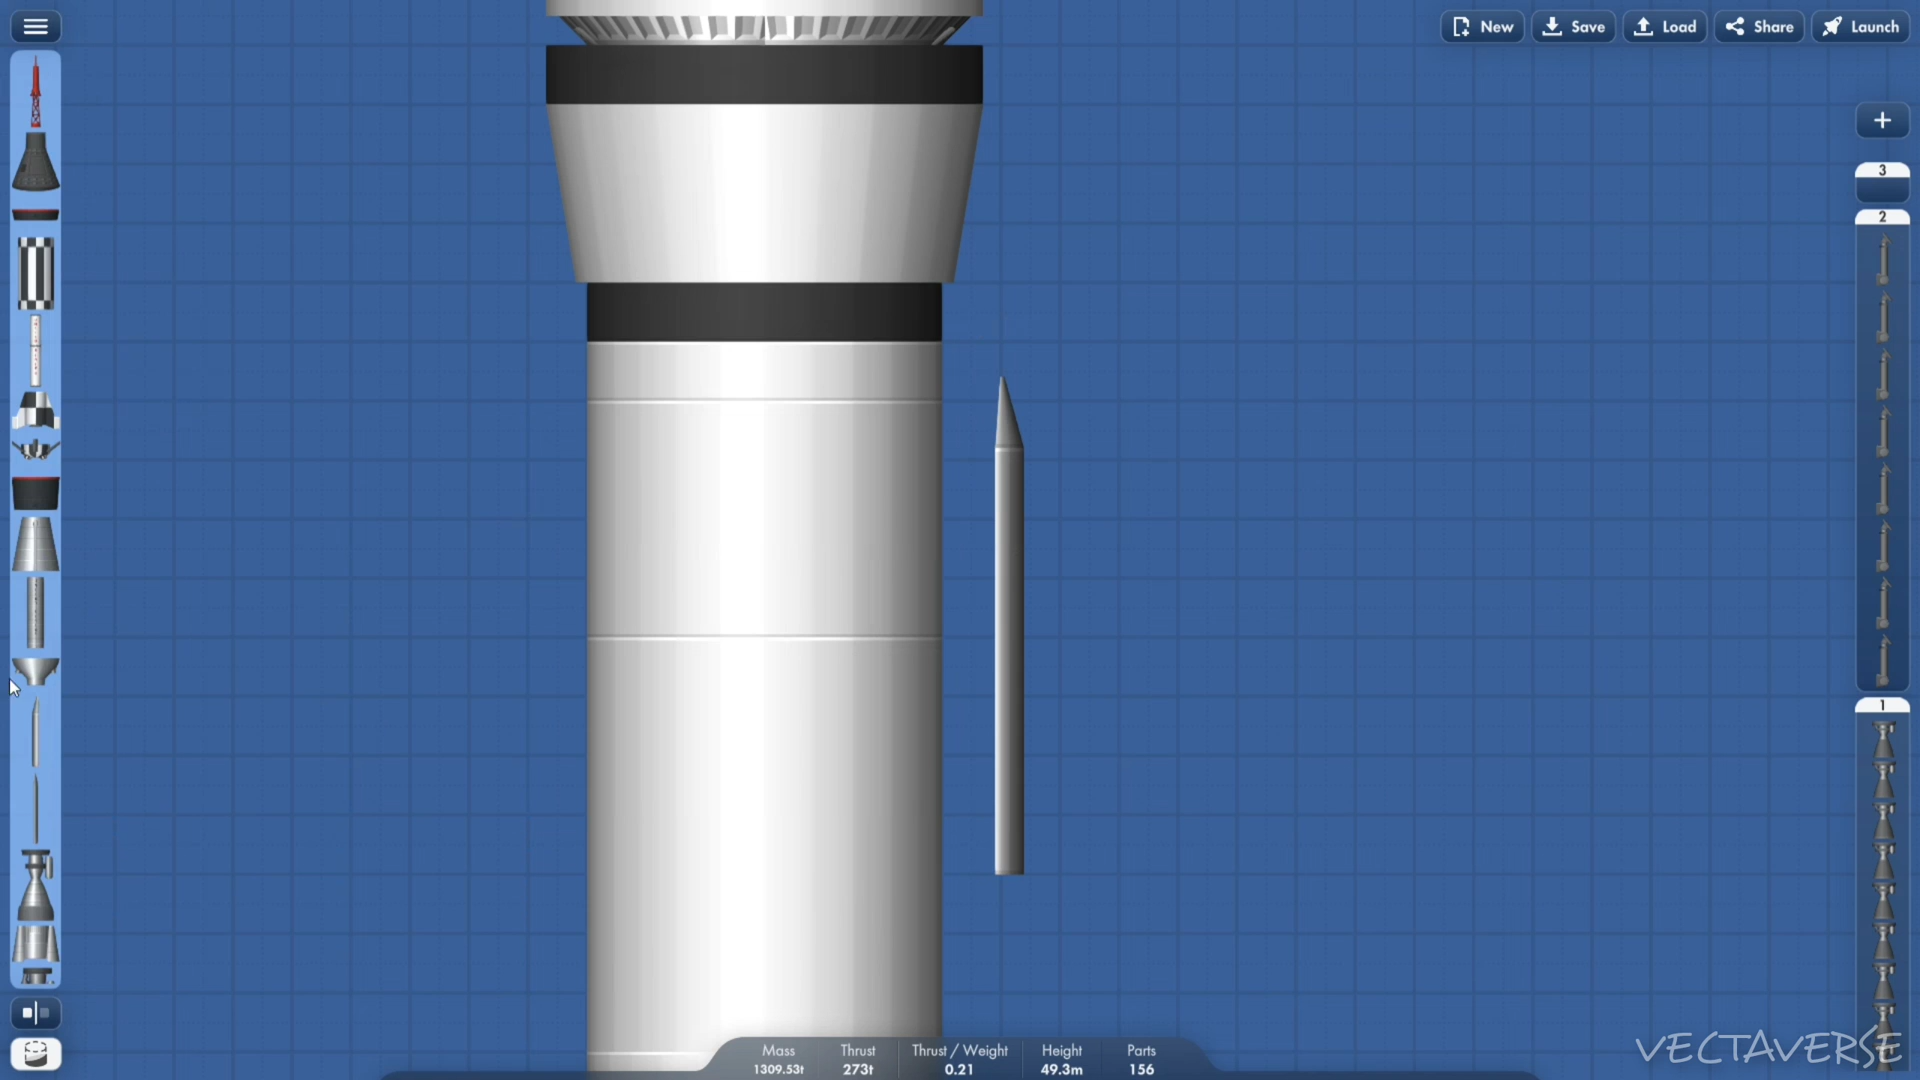 New Save Load Share Launch
3
2
1
Mass Thrust Thrust / Weight Height Parts
1309.53t 273t 0.21 49.3m 156
VECTAVERSE